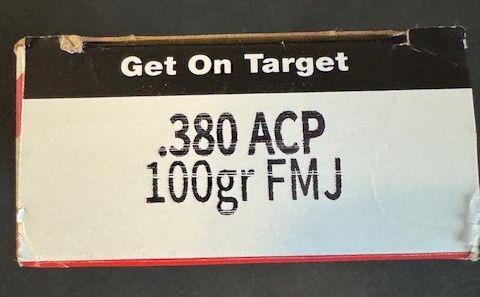 Get On Target
.380 ACP
100gr FMJ